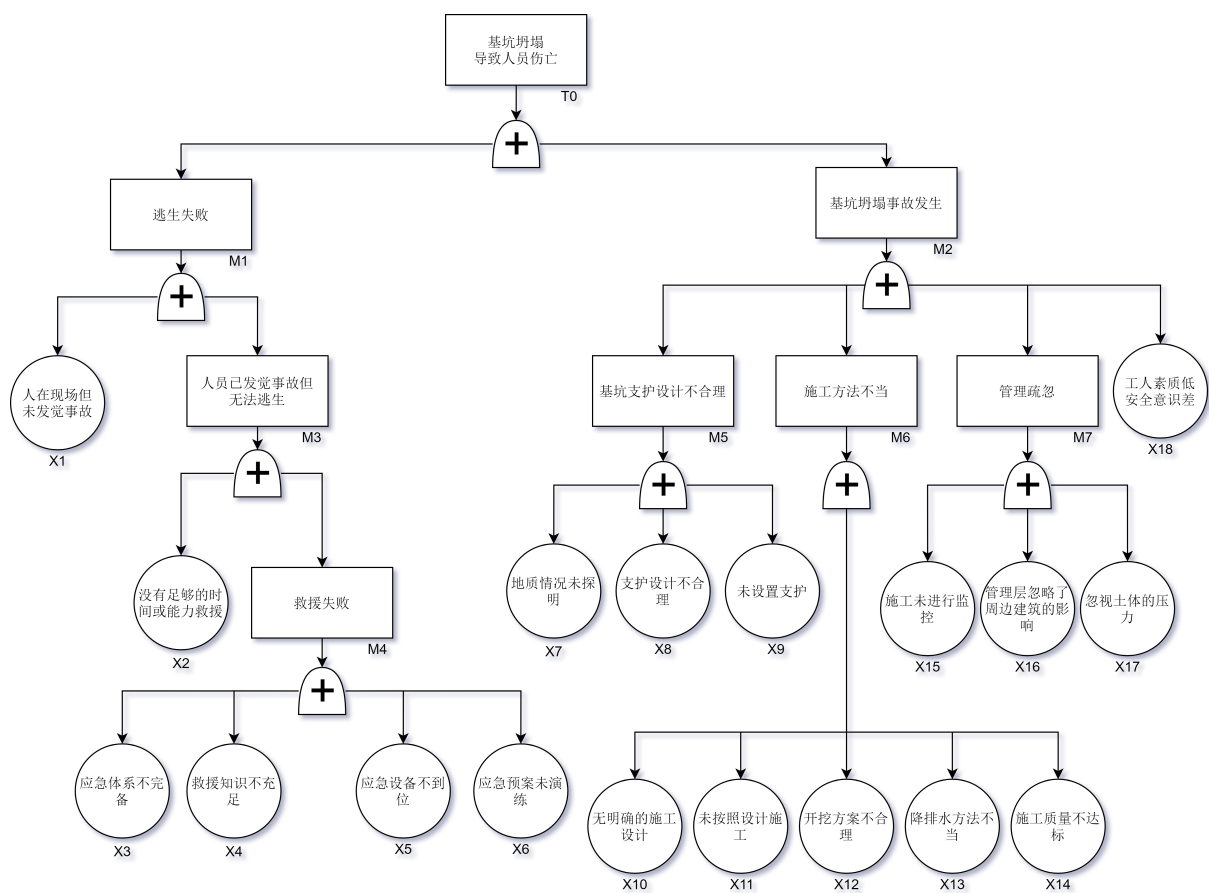 基坑坍塌
导致人员伤亡
T0
逃生失败
M1
基坑坍塌事故发生
M2
人在现场但
未发觉事故
X1
人员已发觉事故但
无法逃生
M3
基坑支护设计不合理
M5
施工方法不当
M6
管理疏忽
M7
工人素质低
安全意识差
X18
没有足够的时
间或能力救援
X2
救援失败
M4
地质情况未探
明
X7
支护设计不合
理
X8
未设置支护
X9
施工未进行监
控
X15
管理层忽略了
周边建筑的影
响
X16
忽视土体的压
力
X17
应急体系不完
备
X3
救援知识不充
足
X4
应急设备不到
位
X5
应急预案未演
练
X6
无明确的施工
设计
X10
未按照设计施
工
X11
开挖方案不合
理
X12
降排水方法不
当
X13
施工质量不达
标
X14